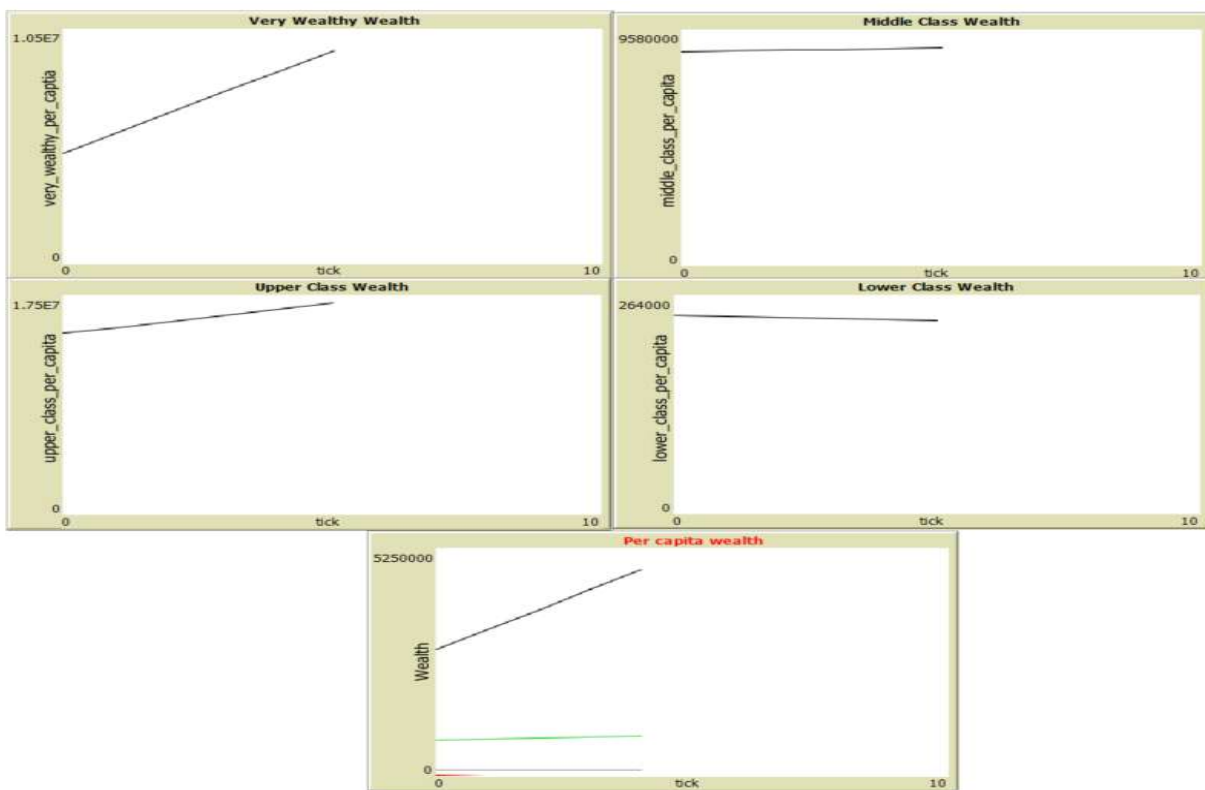 Very Wealthy Wealth
1.05E7
very_wealthy_per_captia
0
0
tick
10
Middle Class Wealth
9580000
middle_class_per_capita
0
0
tick
10
Upper Class Wealth
1.75E7
upper_class_per_capita
0
0
tick
10
Lower Class Wealth
264000
lower_class_per_capita
0
0
tick
10
Per capita wealth
5250000
Wealth
0
0
tick
10